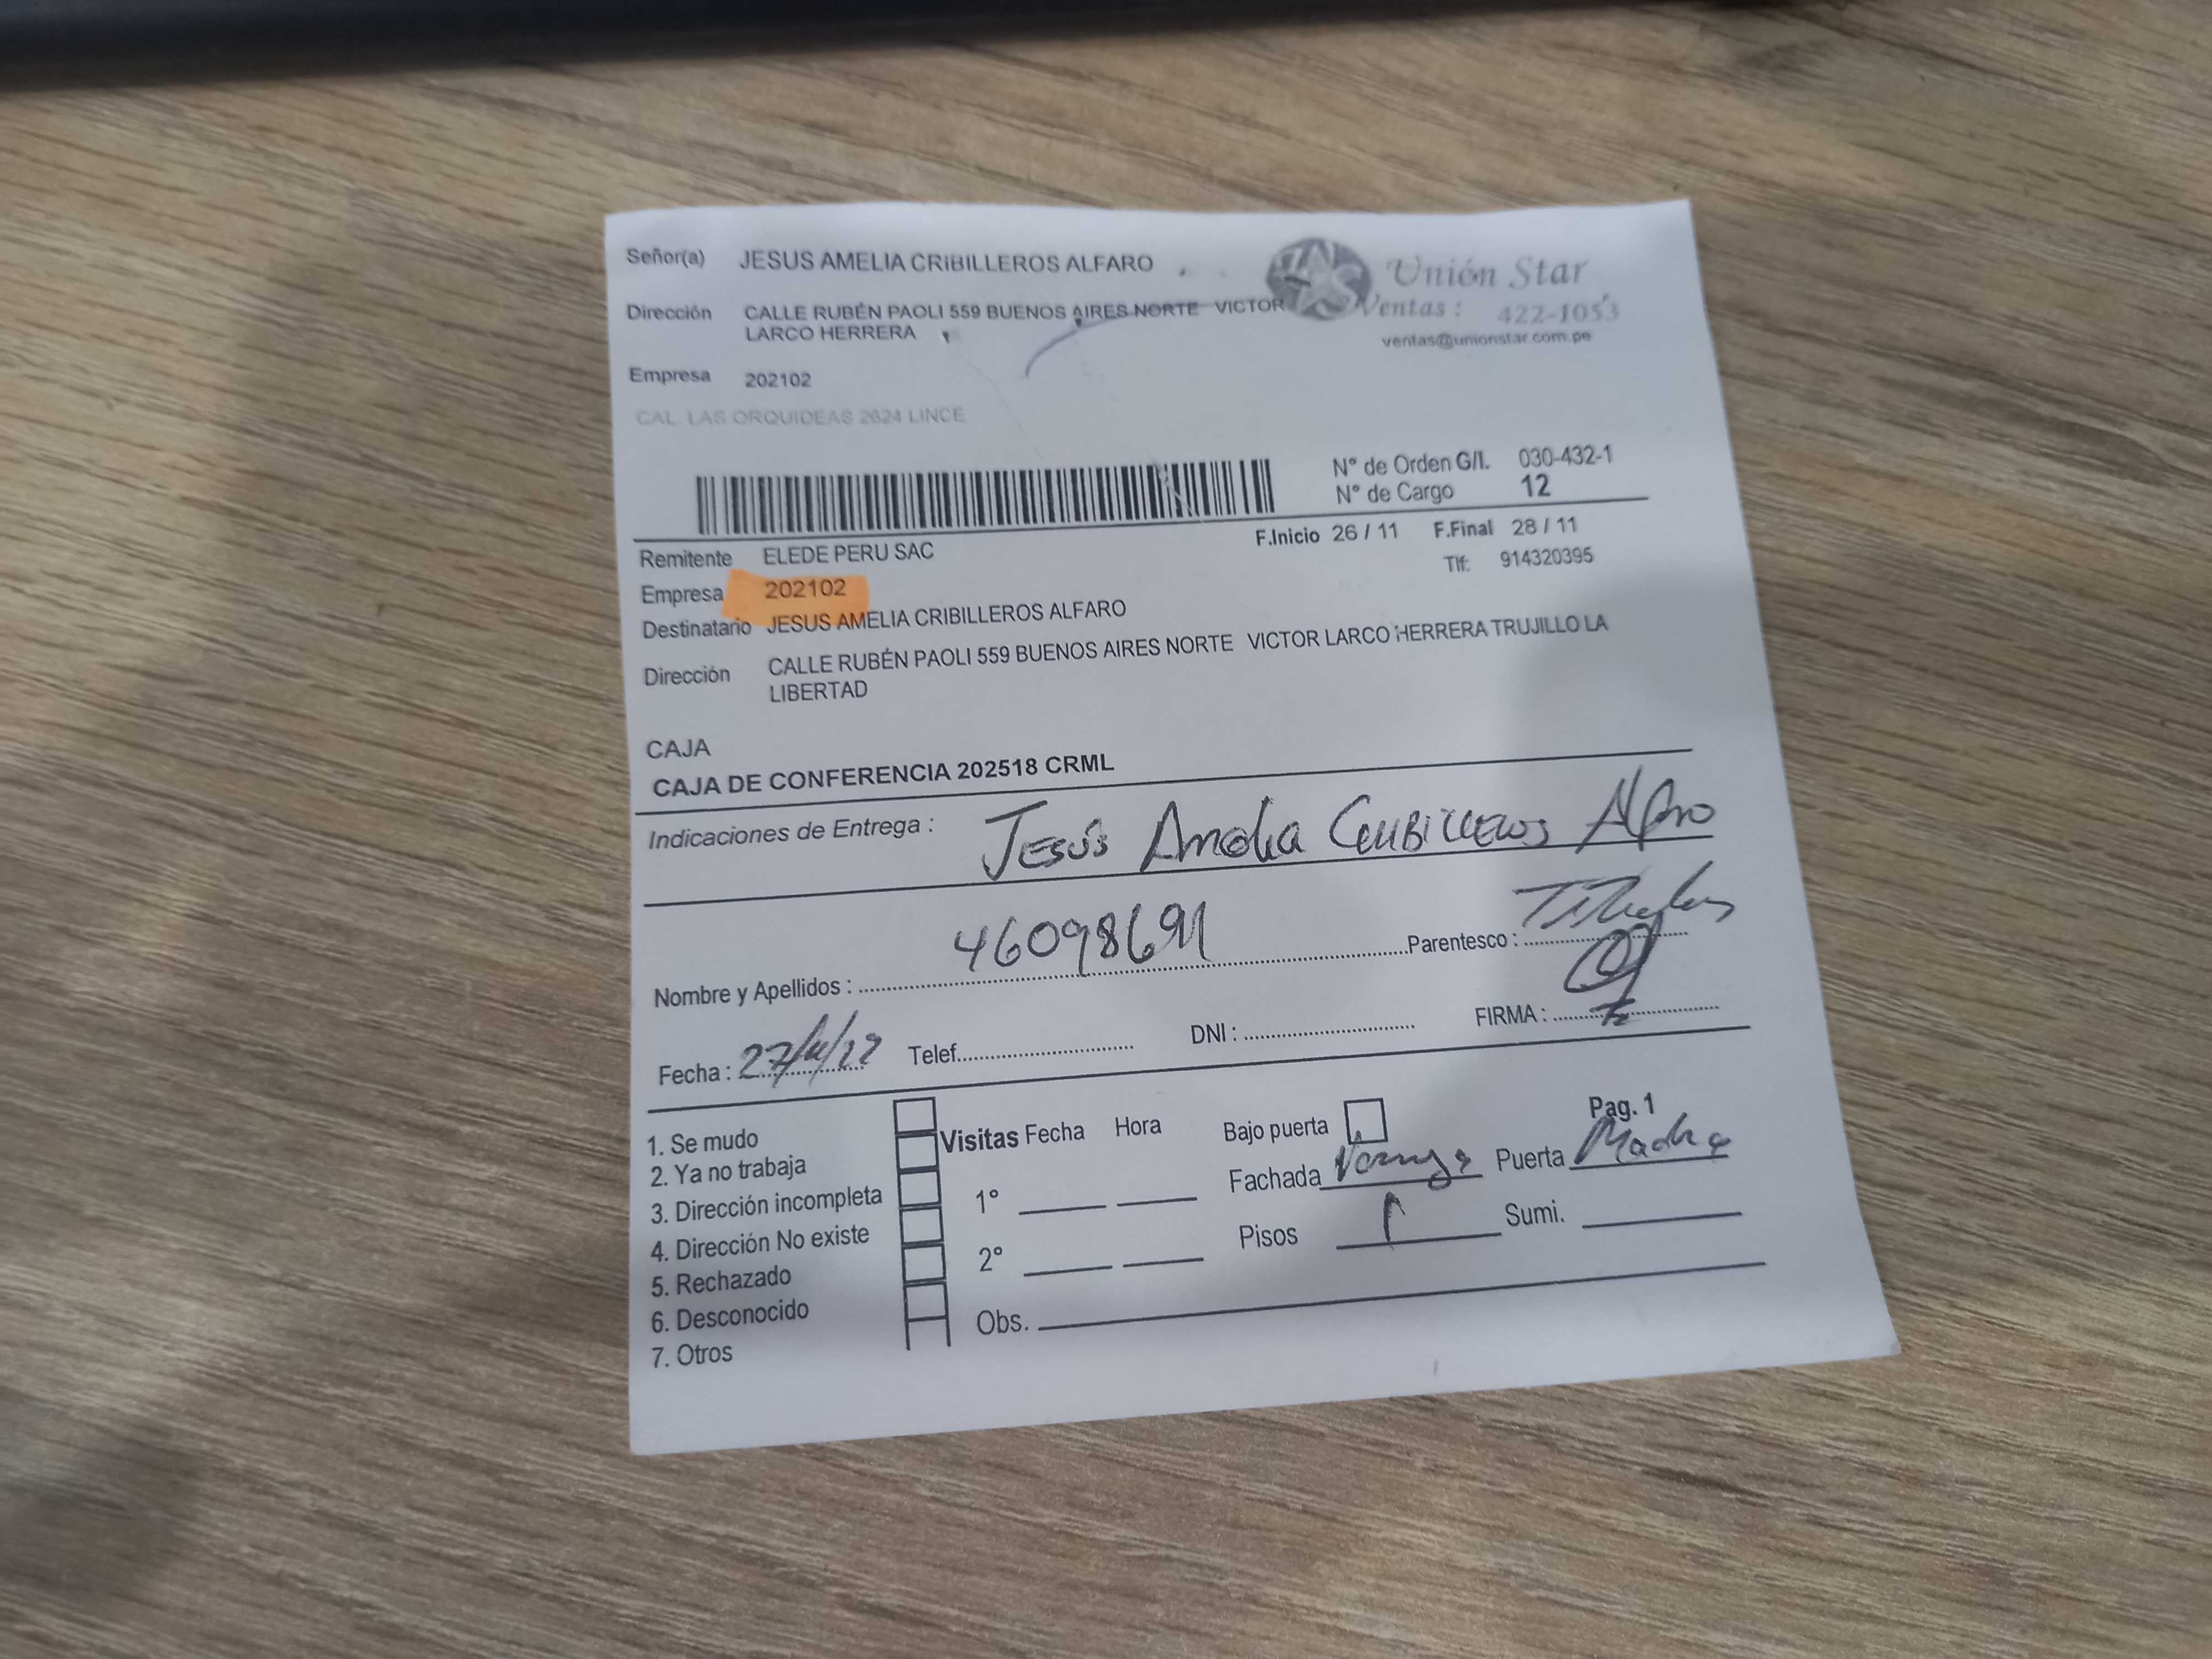 Señor(a) JESUS AMELIA CRIBILLEROS ALFARO
Unión Star
Dirección CALLE RUBÉN PAOLI 559 BUENOS AIRES NORTE VICTOR
LARCO HERRERA
Ventas : 422-1053
ventas@unionstar.com.pe
Empresa 202102
CAL. LAS ORQUIDEAS 2624 LINCE
N° de Orden G/I. 030-432-1
N° de Cargo 12
F.Inicio 26 / 11 F.Final 28 / 11
Remitente ELEDE PERU SAC
Tlf: 914320395
Empresa 202102
Destinatario JESUS AMELIA CRIBILLEROS ALFARO
Dirección CALLE RUBÉN PAOLI 559 BUENOS AIRES NORTE VICTOR LARCO HERRERA TRUJILLO LA
LIBERTAD
CAJA
CAJA DE CONFERENCIA 202518 CRML
Indicaciones de Entrega : Jesús Amelia Cribilleros Alfaro
46098691
Nombre y Apellidos : Parentesco :
Fecha : Telef. DNI : FIRMA :
1. Se mudo
2. Ya no trabaja
3. Dirección incompleta
4. Dirección No existe
5. Rechazado
6. Desconocido
7. Otros
Visitas Fecha Hora
1°
2°
Obs.
Bajo puerta
Pag. 1
Fachada Puerta
Pisos 1 Sumi.